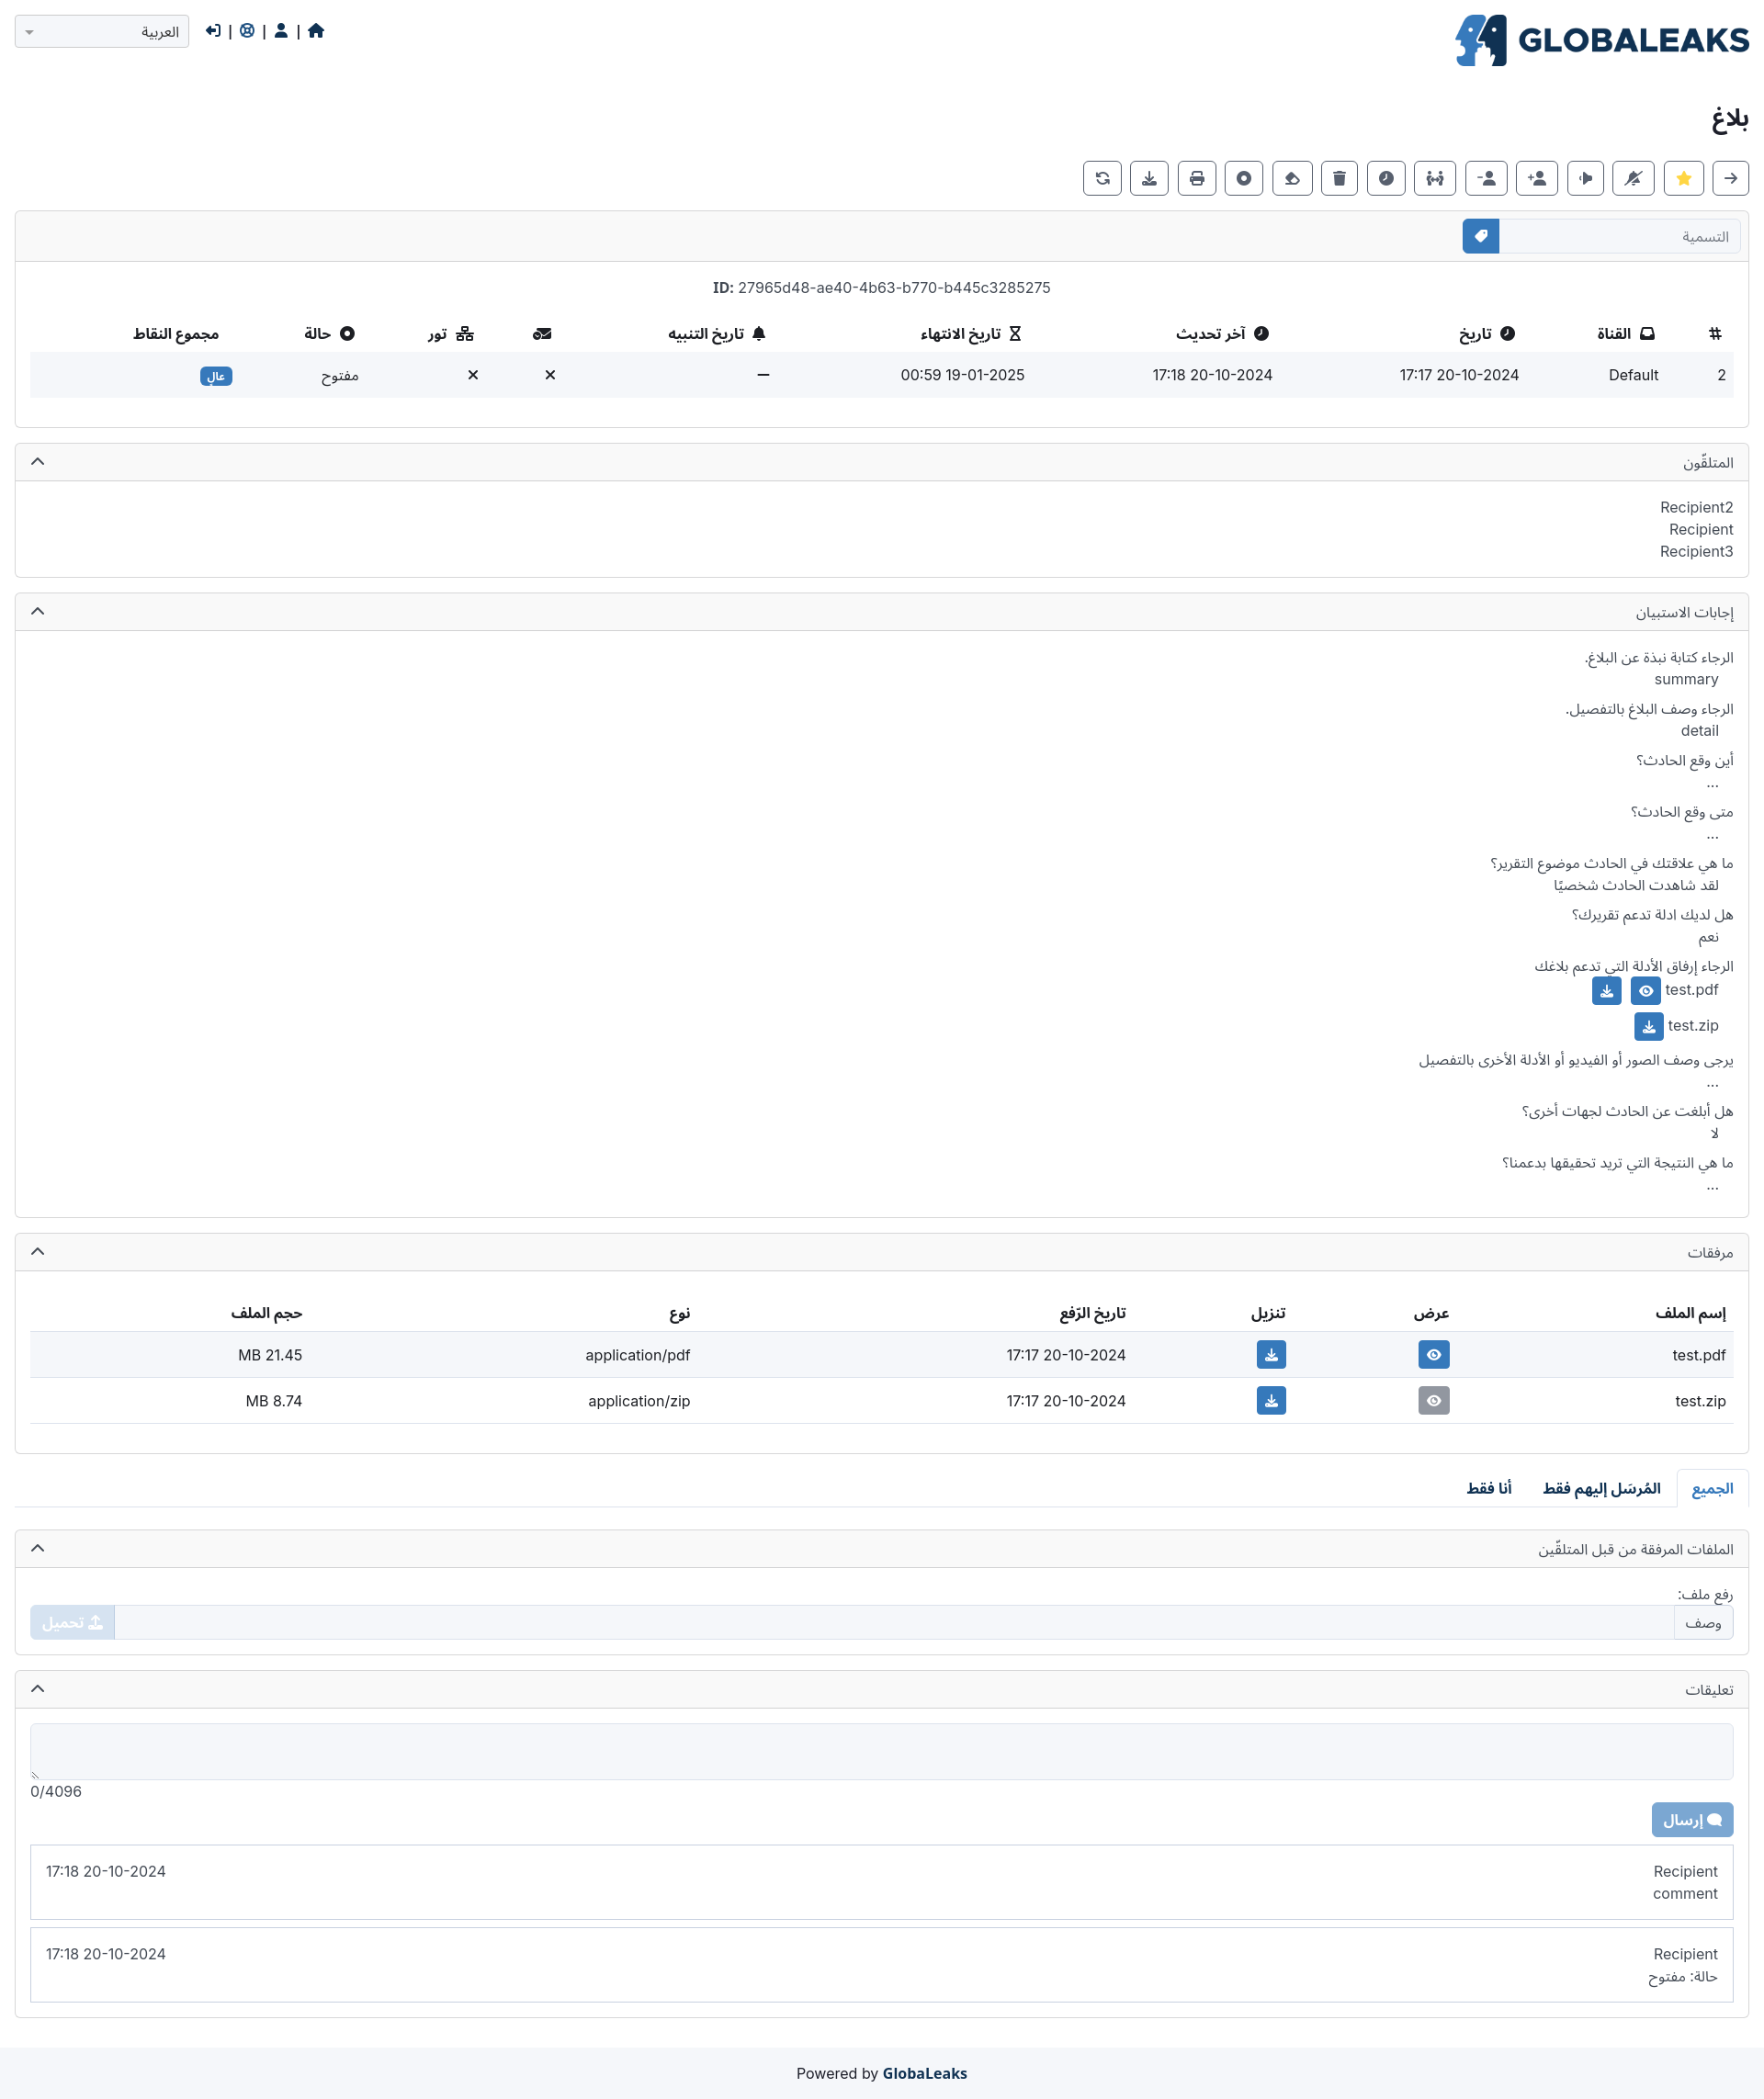 GLOBALEAKS
| | | العربية
بلاغ
التسمية
ID: 27965d48-ae40-4b63-b770-b445c3285275
# القناة تاريخ آخر تحديث تاريخ الانتهاء تاريخ التنبيه تور حالة مجموع النقاط
2 Default 20-10-2024 17:17 20-10-2024 17:18 19-01-2025 00:59 مفتوح عالٍ
المتلقّون
Recipient2
Recipient
Recipient3
إجابات الاستبيان
الرجاء كتابة نبذة عن البلاغ.
summary
الرجاء وصف البلاغ بالتفصيل.
detail
أين وقع الحادث؟
...
متى وقع الحادث؟
...
ما هي علاقتك في الحادث موضوع التقرير؟
لقد شاهدت الحادث شخصيًا
هل لديك ادلة تدعم تقريرك؟
نعم
الرجاء إرفاق الأدلة التي تدعم بلاغك
test.pdf
test.zip
يرجى وصف الصور أو الفيديو أو الأدلة الأخرى بالتفصيل
...
هل أبلغت عن الحادث لجهات أخرى؟
لا
ما هي النتيجة التي تريد تحقيقها بدعمنا؟
...
مرفقات
إسم الملف عرض تنزيل تاريخ الرّفع نوع حجم الملف
test.pdf 20-10-2024 17:17 application/pdf 21.45 MB
test.zip 20-10-2024 17:17 application/zip 8.74 MB
الجميع المُرسَل إليهم فقط أنا فقط
الملفات المرفقة من قبل المتلقّين
رفع ملف:
وصف تحميل
تعليقات
0/4096
إرسال
Recipient 20-10-2024 17:18
comment
Recipient 20-10-2024 17:18
حالة: مفتوح
Powered by GlobaLeaks